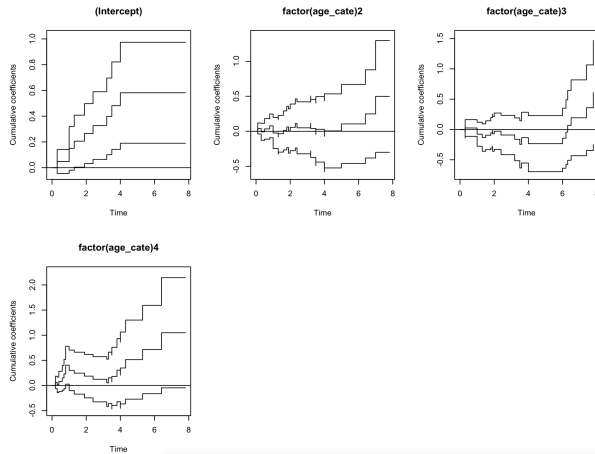 (Intercept)
Cumulative coefficients
0.0 0.2 0.4 0.6 0.8 1.0
0 2 4 6 8
Time
factor(age_cate)2
Cumulative coefficients
-0.5 0.0 0.5 1.0
0 2 4 6 8
Time
factor(age_cate)3
Cumulative coefficients
-0.5 0.0 0.5 1.0 1.5
0 2 4 6 8
Time
factor(age_cate)4
Cumulative coefficients
-0.5 0.0 0.5 1.0 1.5 2.0
0 2 4 6 8
Time